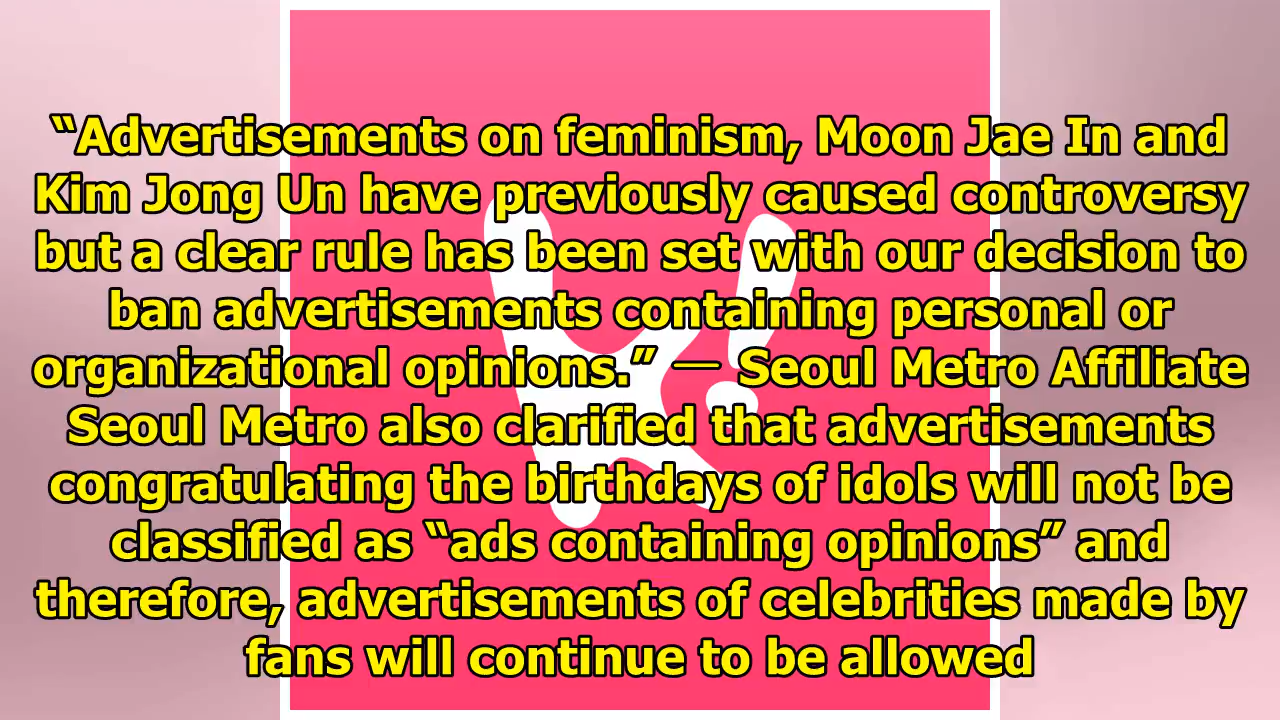 “Advertisements on feminism, Moon Jae In and
Kim Jong Un have previously caused controversy
but a clear rule has been set with our decision to
ban advertisements containing personal or
organizational opinions.” — Seoul Metro Affiliate
Seoul Metro also clarified that advertisements
congratulating the birthdays of idols will not be
classified as “ads containing opinions” and
therefore, advertisements of celebrities made by
fans will continue to be allowed